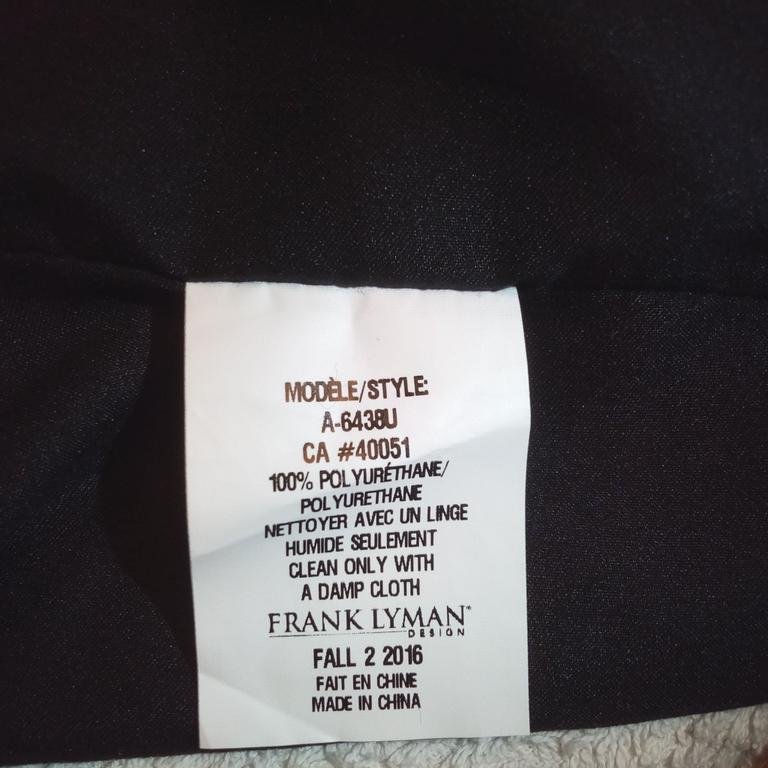 MODÈLE/STYLE:
A-6438U
CA #40051
100% POLYURÉTHANE/
POLYURETHANE
NETTOYER AVEC UN LINGE
HUMIDE SEULEMENT
CLEAN ONLY WITH
A DAMP CLOTH
FRANK LYMAN
DESIGN
FALL 2 2016
FAIT EN CHINE
MADE IN CHINA